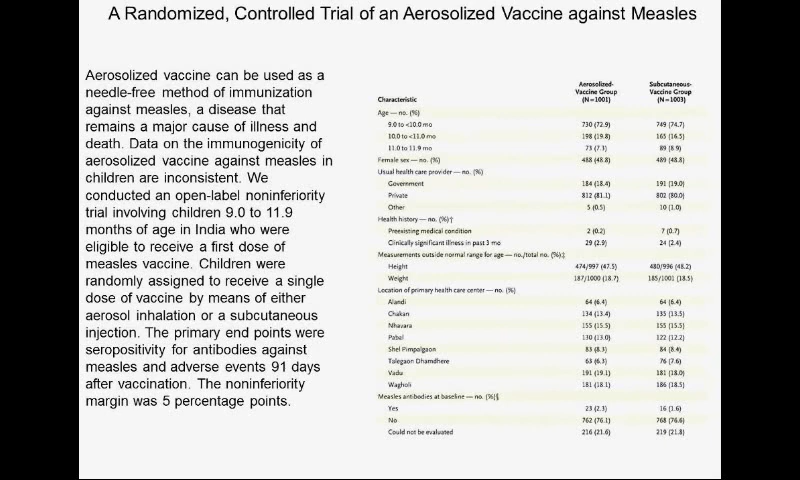 A Randomized, Controlled Trial of an Aerosolized Vaccine against Measles
Aerosolized vaccine can be used as a
needle-free method of immunization
against measles, a disease that
remains a major cause of illness and
death. Data on the immunogenicity of
aerosolized vaccine against measles in
children are inconsistent. We
conducted an open-label noninferiority
trial involving children 9.0 to 11.9
months of age in India who were
eligible to receive a first dose of
measles vaccine. Children were
randomly assigned to receive a single
dose of vaccine by means of either
aerosol inhalation or a subcutaneous
injection. The primary end points were
seropositivity for antibodies against
measles and adverse events 91 days
after vaccination. The noninferiority
margin was 5 percentage points.
Characteristic Aerosolized-Vaccine Group (N=1001) Subcutaneous-Vaccine Group (N=1003)
Age — no. (%)
9.0 to <10.0 mo 730 (72.9) 749 (74.7)
10.0 to <11.0 mo 198 (19.8) 165 (16.5)
11.0 to 11.9 mo 73 (7.3) 89 (8.9)
Female sex — no. (%) 488 (48.8) 489 (48.8)
Usual health care provider — no. (%)
Government 184 (18.4) 191 (19.0)
Private 812 (81.1) 802 (80.0)
Other 5 (0.5) 10 (1.0)
Health history — no. (%)†
Preexisting medical condition 2 (0.2) 7 (0.7)
Clinically significant illness in past 3 mo 29 (2.9) 24 (2.4)
Measurements outside normal range for age — no./total no. (%)‡
Height 474/997 (47.5) 480/996 (48.2)
Weight 187/1000 (18.7) 185/1001 (18.5)
Location of primary health care center — no. (%)
Alandi 64 (6.4) 64 (6.4)
Chakan 134 (13.4) 135 (13.5)
Nhavara 155 (15.5) 155 (15.5)
Pabal 130 (13.0) 122 (12.2)
Shel Pimpalgaon 83 (8.3) 84 (8.4)
Talegaon Dhamdhere 63 (6.3) 76 (7.6)
Vadu 191 (19.1) 181 (18.0)
Wagholi 181 (18.1) 186 (18.5)
Measles antibodies at baseline — no. (%)§
Yes 23 (2.3) 16 (1.6)
No 762 (76.1) 768 (76.6)
Could not be evaluated 216 (21.6) 219 (21.8)